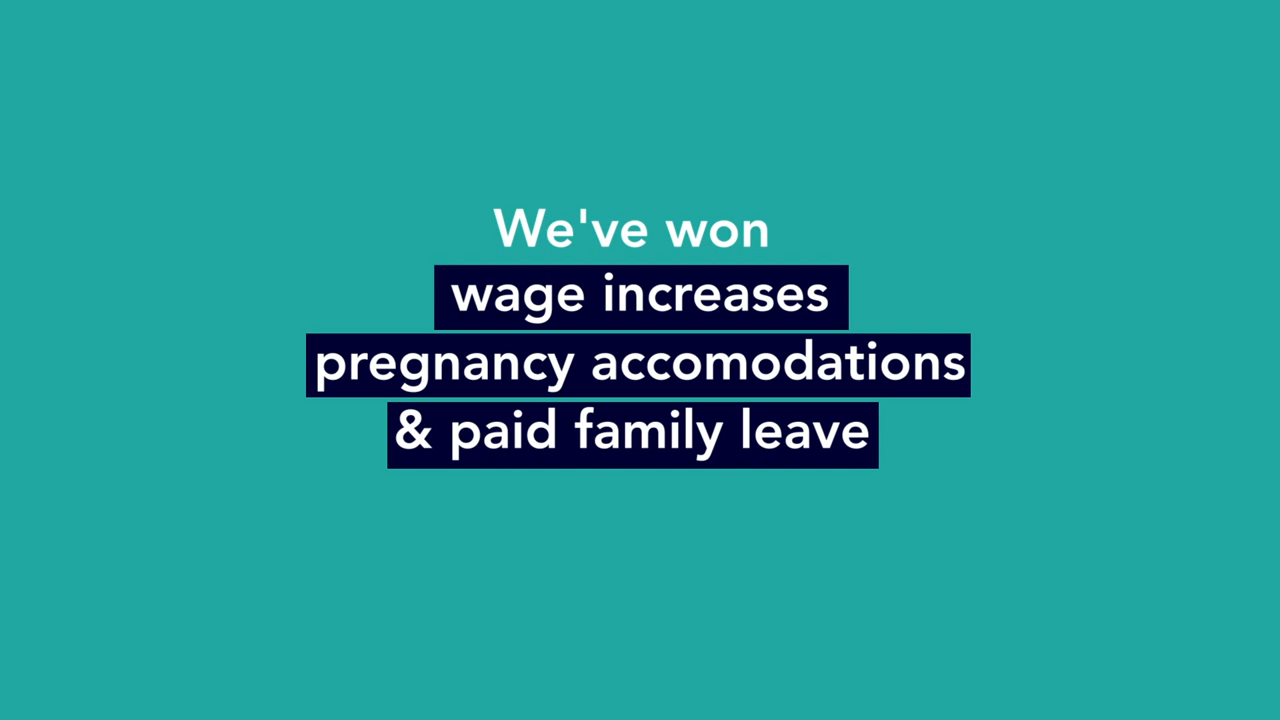 We've won
wage increases
pregnancy accomodations
& paid family leave